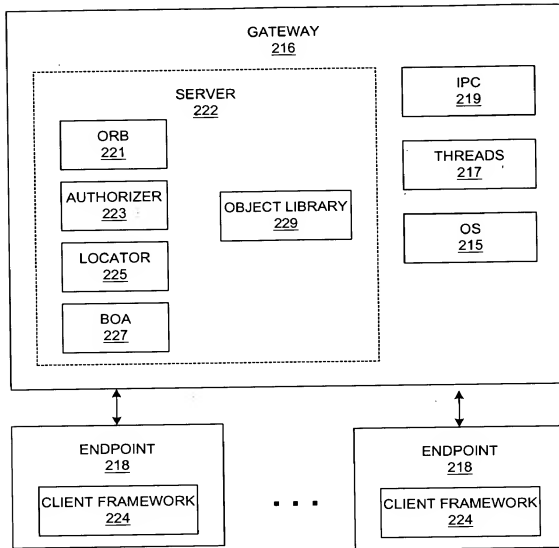 GATEWAY
216
SERVER
222
ORB
221
AUTHORIZER
223
LOCATOR
225
BOA
227
OBJECT LIBRARY
229
IPC
219
THREADS
217
OS
215
ENDPOINT
218
CLIENT FRAMEWORK
224
ENDPOINT
218
CLIENT FRAMEWORK
224